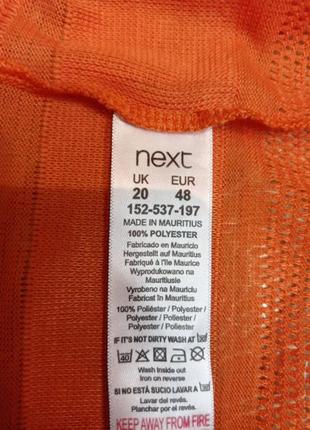 next
UK EUR
20 48
152-537-197
MADE IN MAURITIUS
100% POLYESTER
Fabricado en Mauricio
Hergestellt auf Mauritius
Fabriqué à l'île Maurice
Wyprodukowano na
Mauritiusie
Vyrobeno na Mauriciu
Fabricat în Mauritius
100% Poliéster / Polyester /
Polyester / Poliester /
Polyester / Poliester
IF IT'S NOT DIRTY WASH AT
40
Wash Inside out
Iron on reverse
SI NO ESTÁ SUCIO LAVAR A
Lavar del revés.
Planchar por el revés.
KEEP AWAY FROM FIRE